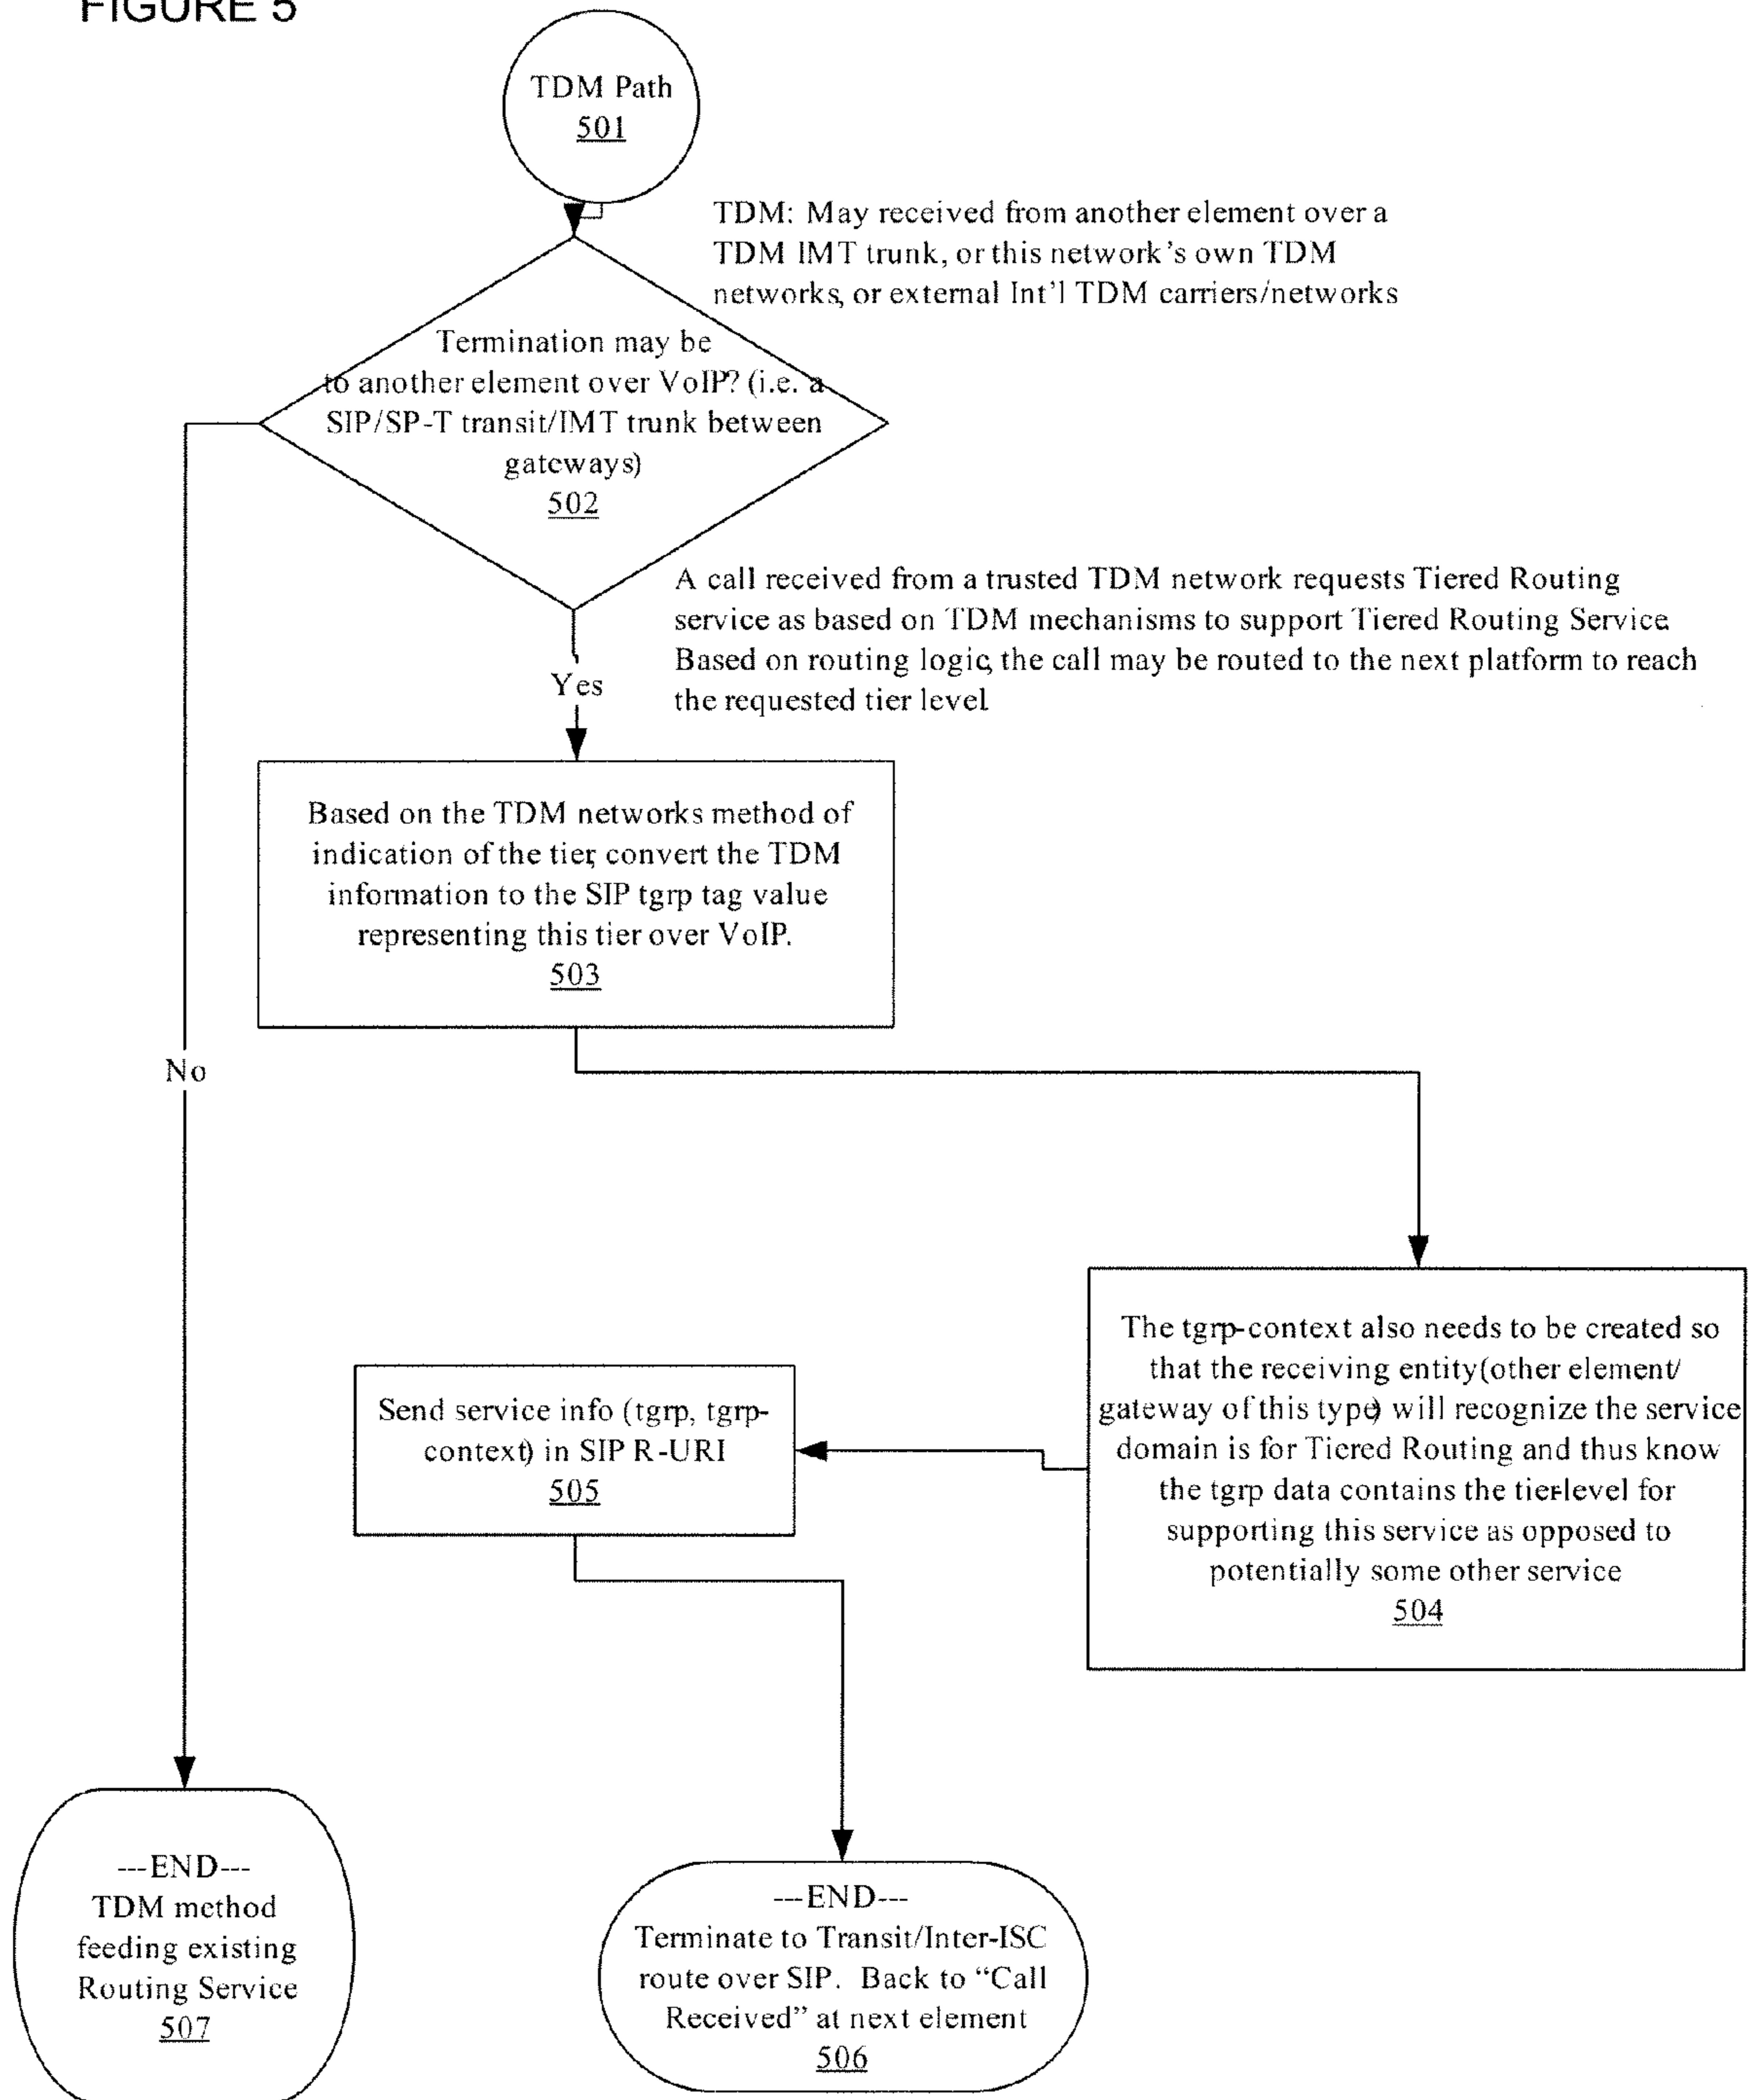 FIGURE 5
TDM Path
501
TDM: May received from another element over a
TDM IMT trunk, or this network's own TDM
networks, or external Int'l TDM carriers/networks
Termination may be
to another element over VoIP? (i.e. a
SIP/SP-T transit/IMT trunk between
gateways)
502
A call received from a trusted TDM network requests Tiered Routing
service as based on TDM mechanisms to support Tiered Routing Service
Based on routing logic, the call may be routed to the next platform to reach
the requested tier level
Yes
Based on the TDM networks method of
indication of the tier, convert the TDM
information to the SIP tgrp tag value
representing this tier over VoIP.
503
No
The tgrp-context also needs to be created so
that the receiving entity (other element/
gateway of this type) will recognize the service
domain is for Tiered Routing and thus know
the tgrp data contains the tier-level for
supporting this service as opposed to
potentially some other service
504
Send service info (tgrp, tgrp-
context) in SIP R-URI
505
---END---
TDM method
feeding existing
Routing Service
507
---END---
Terminate to Transit/Inter-ISC
route over SIP. Back to “Call
Received” at next element
506